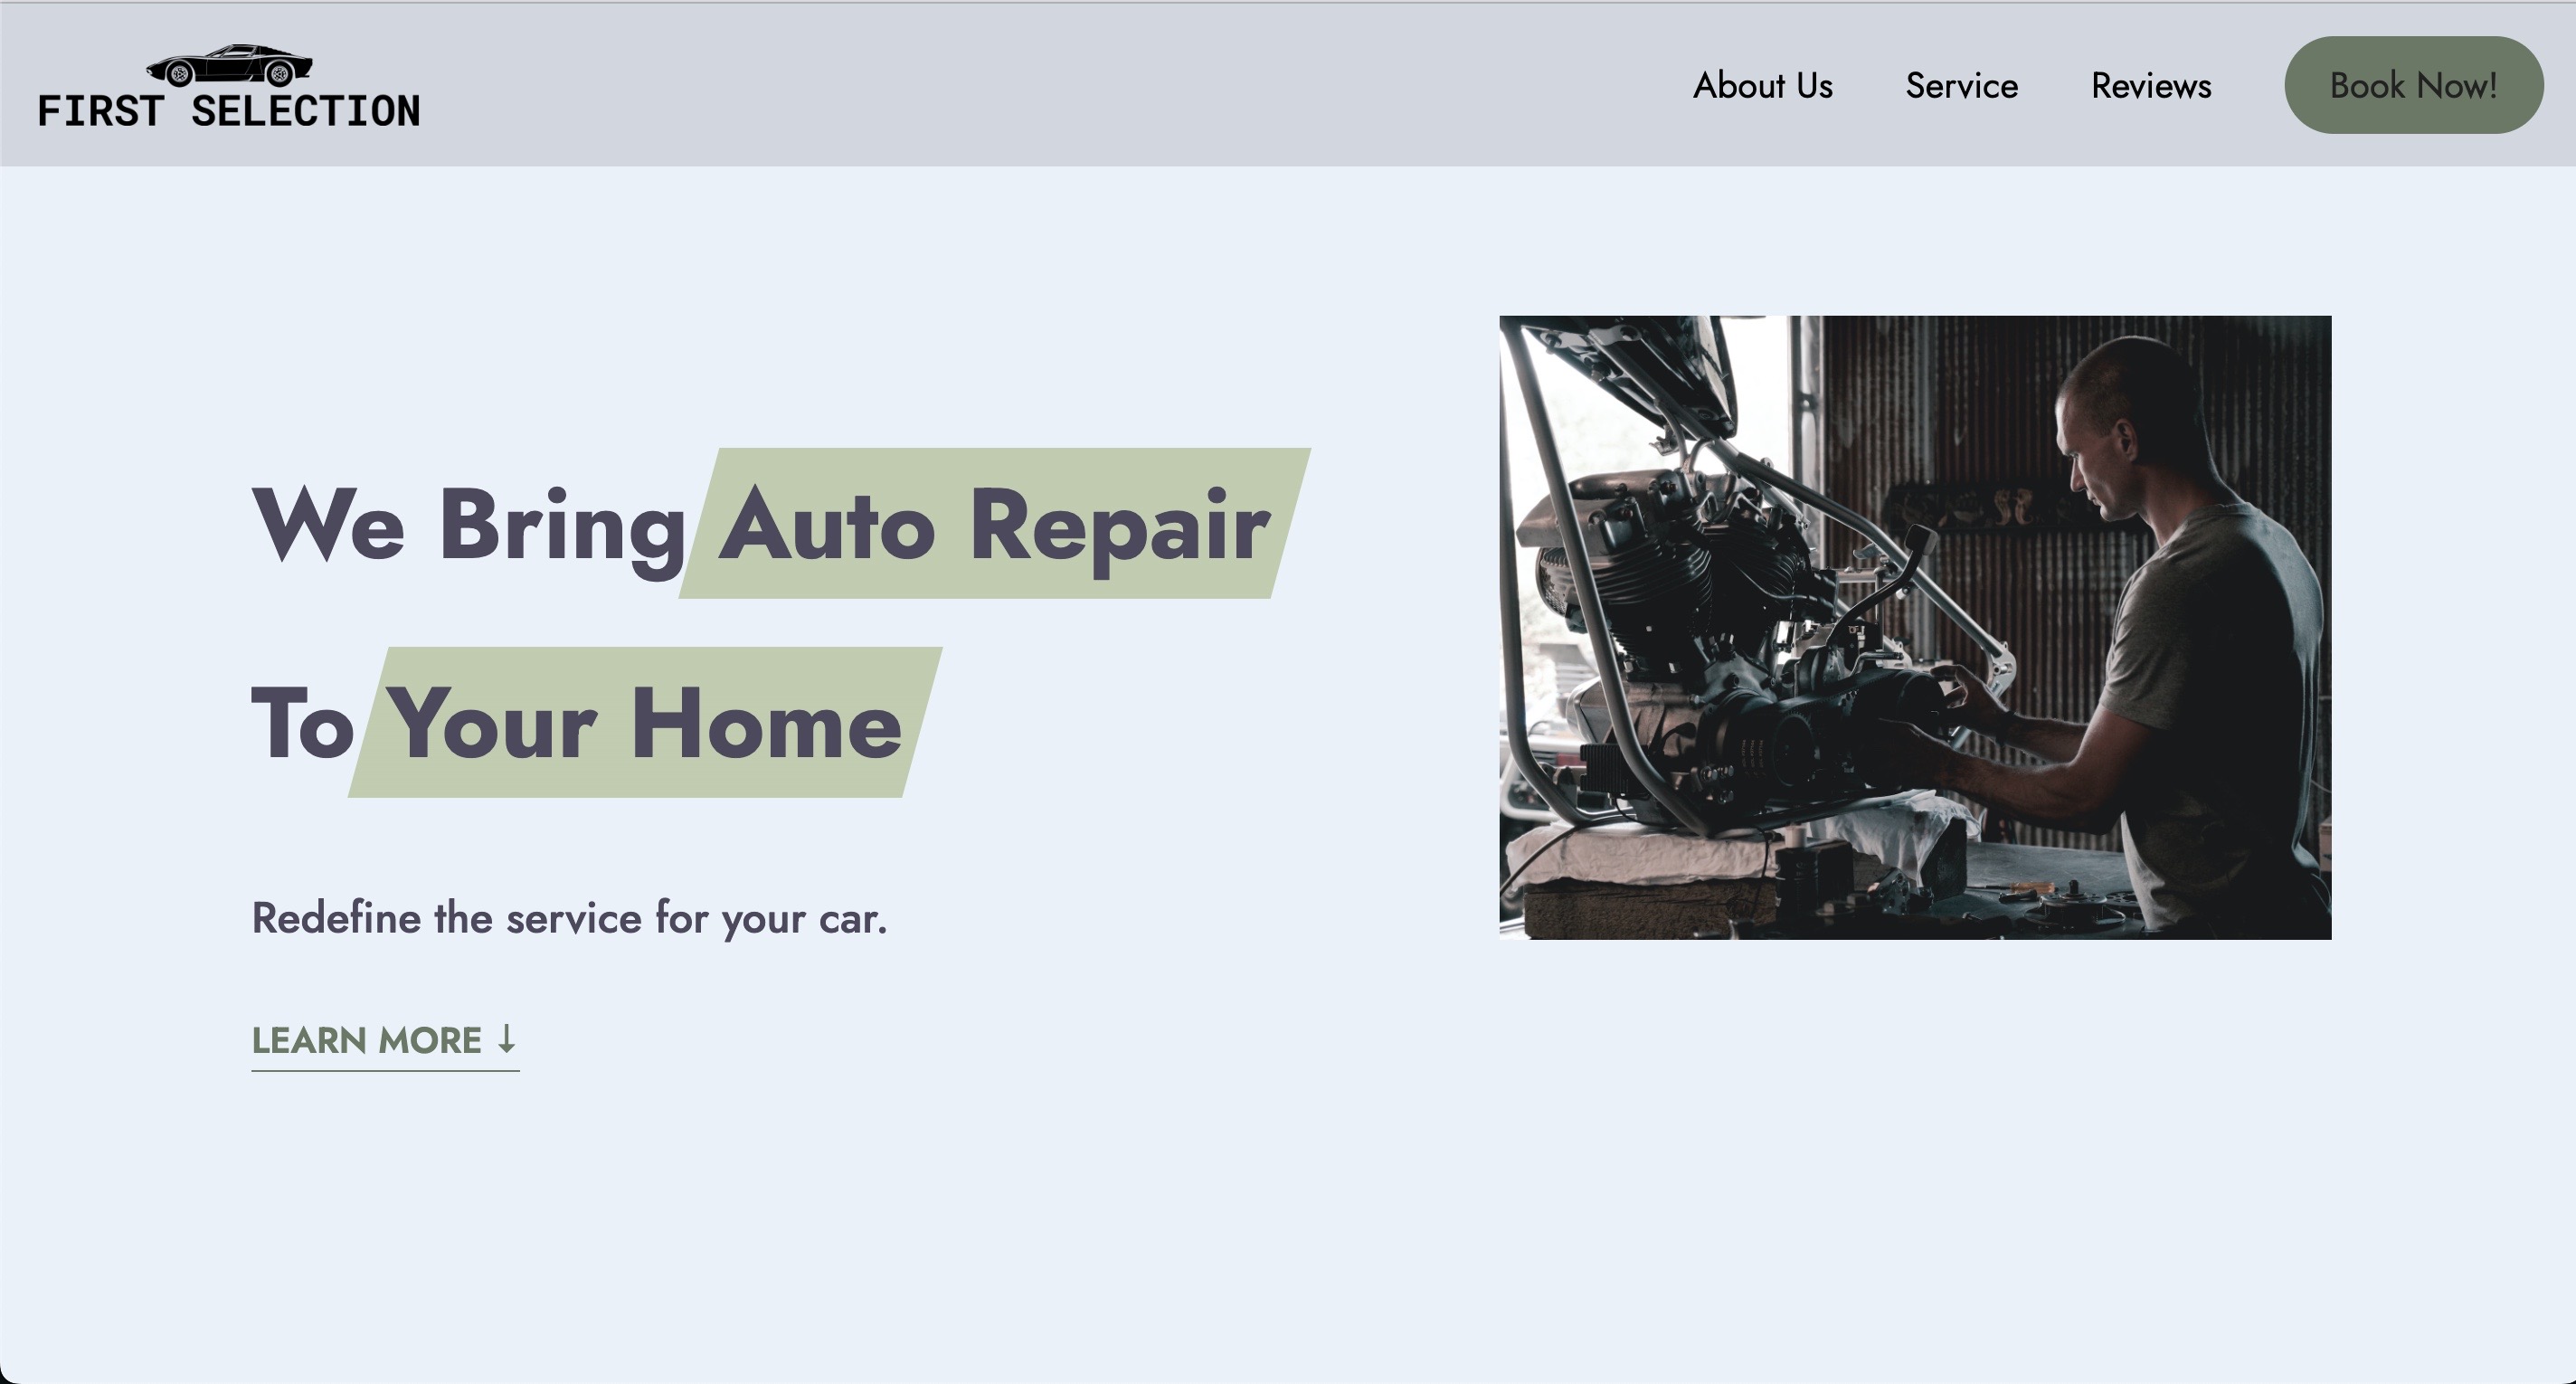 FIRST SELECTION
About Us
Service
Reviews
Book Now!
We Bring Auto Repair
To Your Home
Redefine the service for your car.
LEARN MORE ↓